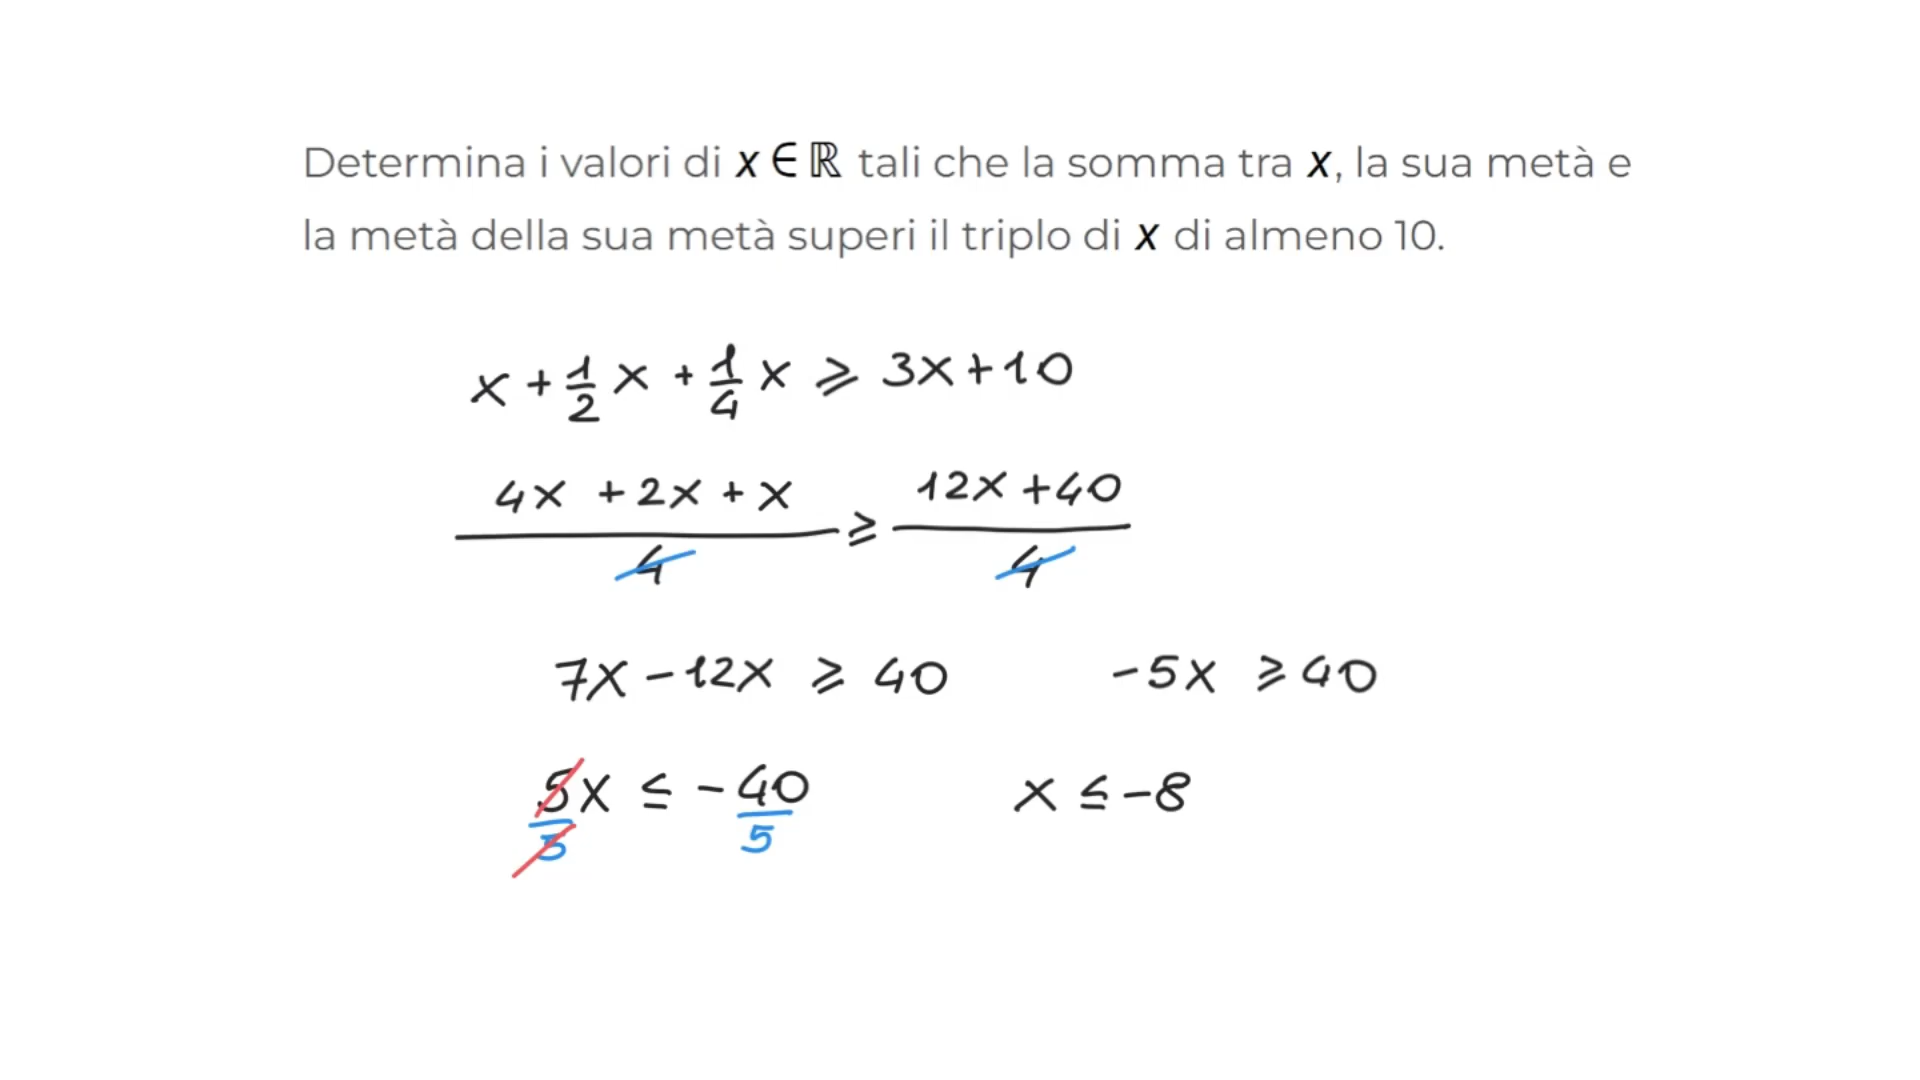 Determina i valori di x ∈ ℝ tali che la somma tra x, la sua metà e
la metà della sua metà superi il triplo di x di almeno 10.
x + 1/2 x + 1/4 x ⩾ 3x + 10
(4x + 2x + x)/4 ⩾ (12x + 40)/4
7x - 12x ⩾ 40    -5x ⩾ 40
5/5 x ≤ - 40/5    x ≤ -8